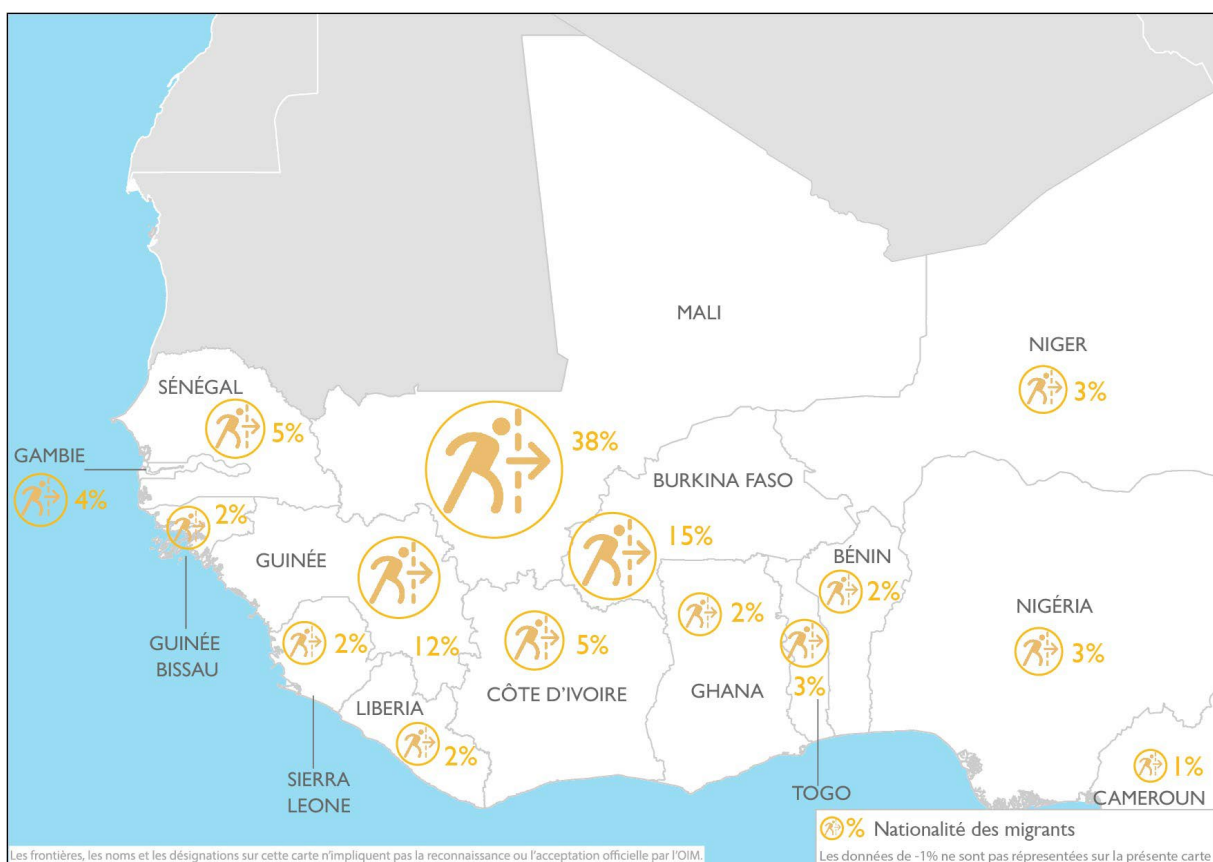 MALI
NIGER
3%
SÉNÉGAL
5%
38%
GAMBIE
4%
BURKINA FASO
15%
2%
GUINÉE
BÉNIN
2%
NIGÉRIA
3%
2%
12%
2%
5%
GUINÉE
BISSAU
CÔTE D'IVOIRE
GHANA
3%
LIBERIA
2%
SIERRA
LEONE
TOGO
1%
CAMEROUN
% Nationalité des migrants
Les frontières, les noms et les désignations sur cette carte n'impliquent pas la reconnaissance ou l'acceptation officielle par l'OIM.
Les données de -1% ne sont pas répresentées sur la présente carte